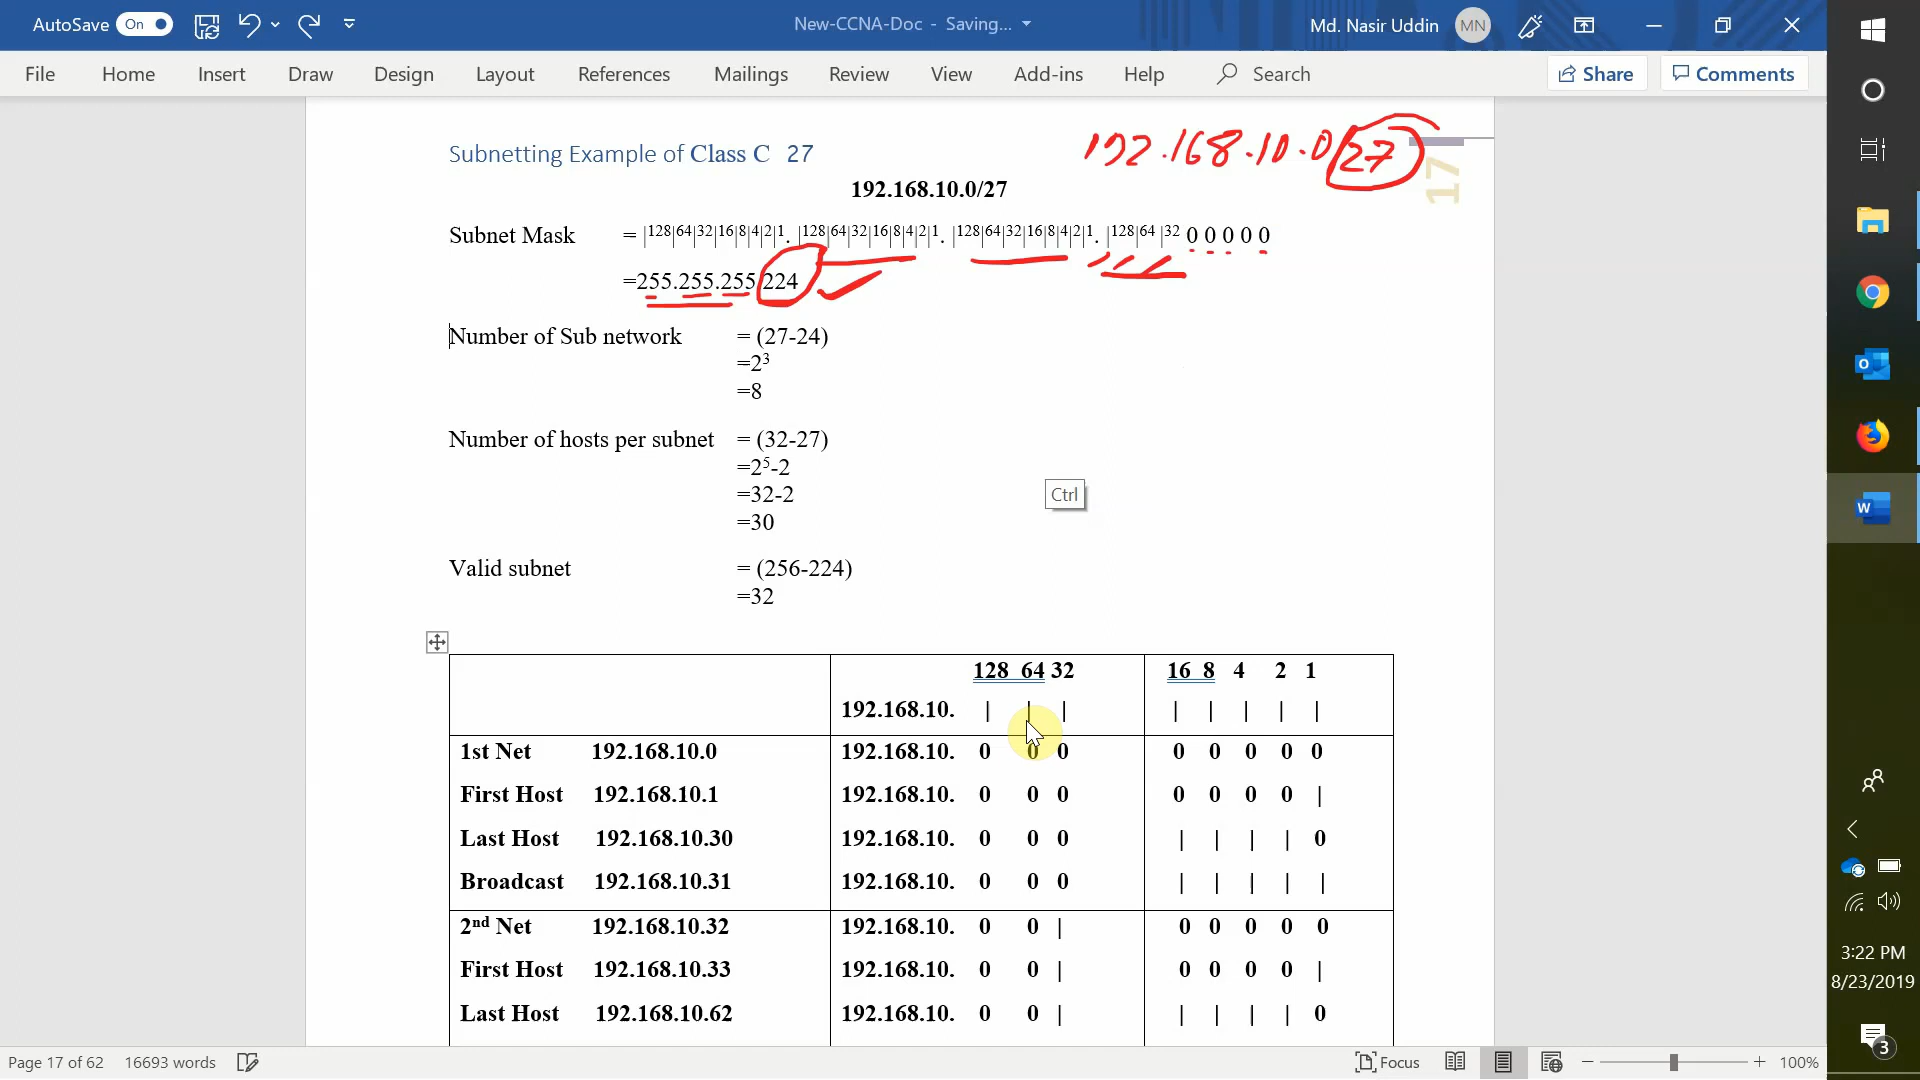 AutoSave On New-CCNA-Doc - Saving... Md. Nasir Uddin MN
File Home Insert Draw Design Layout References Mailings Review View Add-ins Help Search Share Comments
192.168.10.0/27
Subnetting Example of Class C 27
17
192.168.10.0/27
Subnet Mask = |128|64|32|16|8|4|2|1. |128|64|32|16|8|4|2|1. |128|64|32|16|8|4|2|1. |128|64 |32 0 0 0 0 0
=255.255.255.224
Number of Sub network = (27-24)
=2³
=8
Number of hosts per subnet = (32-27)
=2⁵-2
=32-2
=30
Ctrl
Valid subnet = (256-224)
=32
128 64 32 16 8 4 2 1
192.168.10. | | | | | | | |
1st Net 192.168.10.0 192.168.10. 0 0 0 0 0 0 0 0
First Host 192.168.10.1 192.168.10. 0 0 0 0 0 0 0 |
Last Host 192.168.10.30 192.168.10. 0 0 0 | | | | 0
Broadcast 192.168.10.31 192.168.10. 0 0 0 | | | | |
2nd Net 192.168.10.32 192.168.10. 0 0 | 0 0 0 0 0
First Host 192.168.10.33 192.168.10. 0 0 | 0 0 0 0 |
Last Host 192.168.10.62 192.168.10. 0 0 | | | | | 0
Page 17 of 62 16693 words Focus 100%
3:22 PM
8/23/2019
3